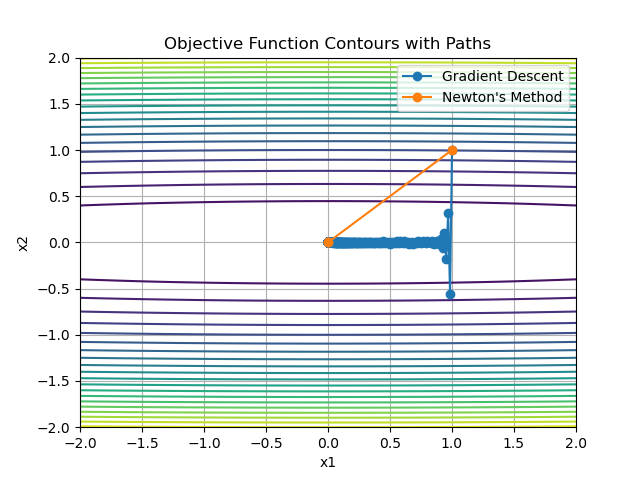 Objective Function Contours with Paths
Gradient Descent
Newton's Method
2.0
1.5
1.0
0.5
0.0
−0.5
−1.0
−1.5
−2.0
x2
−2.0 −1.5 −1.0 −0.5 0.0 0.5 1.0 1.5 2.0
x1